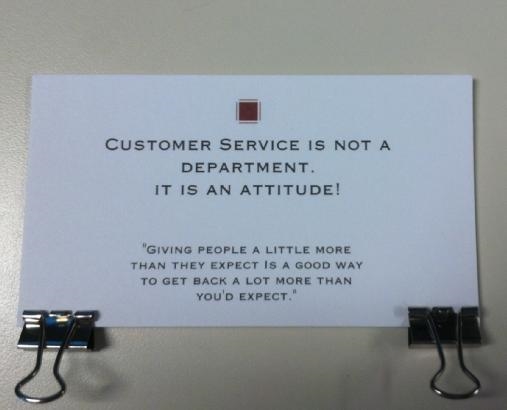 CUSTOMER SERVICE IS NOT A
DEPARTMENT.
IT IS AN ATTITUDE!
"GIVING PEOPLE A LITTLE MORE
THAN THEY EXPECT IS A GOOD WAY
TO GET BACK A LOT MORE THAN
YOU'D EXPECT."